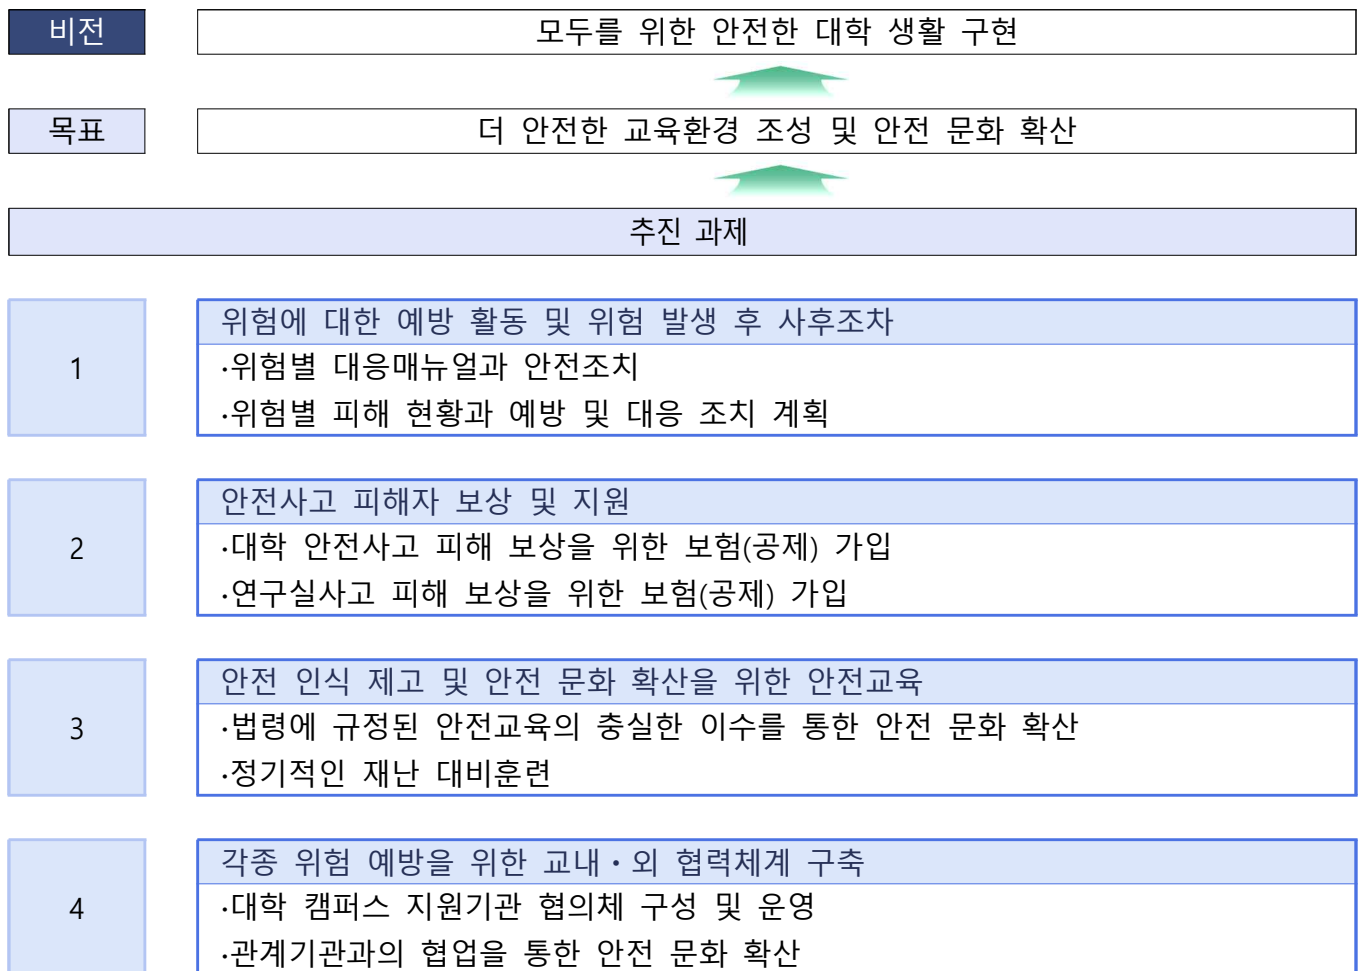 비전
모두를 위한 안전한 대학 생활 구현
목표
더 안전한 교육환경 조성 및 안전 문화 확산
추진 과제
1
위험에 대한 예방 활동 및 위험 발생 후 사후조차
·위험별 대응매뉴얼과 안전조치
·위험별 피해 현황과 예방 및 대응 조치 계획
2
안전사고 피해자 보상 및 지원
·대학 안전사고 피해 보상을 위한 보험(공제) 가입
·연구실사고 피해 보상을 위한 보험(공제) 가입
3
안전 인식 제고 및 안전 문화 확산을 위한 안전교육
·법령에 규정된 안전교육의 충실한 이수를 통한 안전 문화 확산
·정기적인 재난 대비훈련
4
각종 위험 예방을 위한 교내·외 협력체계 구축
·대학 캠퍼스 지원기관 협의체 구성 및 운영
·관계기관과의 협업을 통한 안전 문화 확산